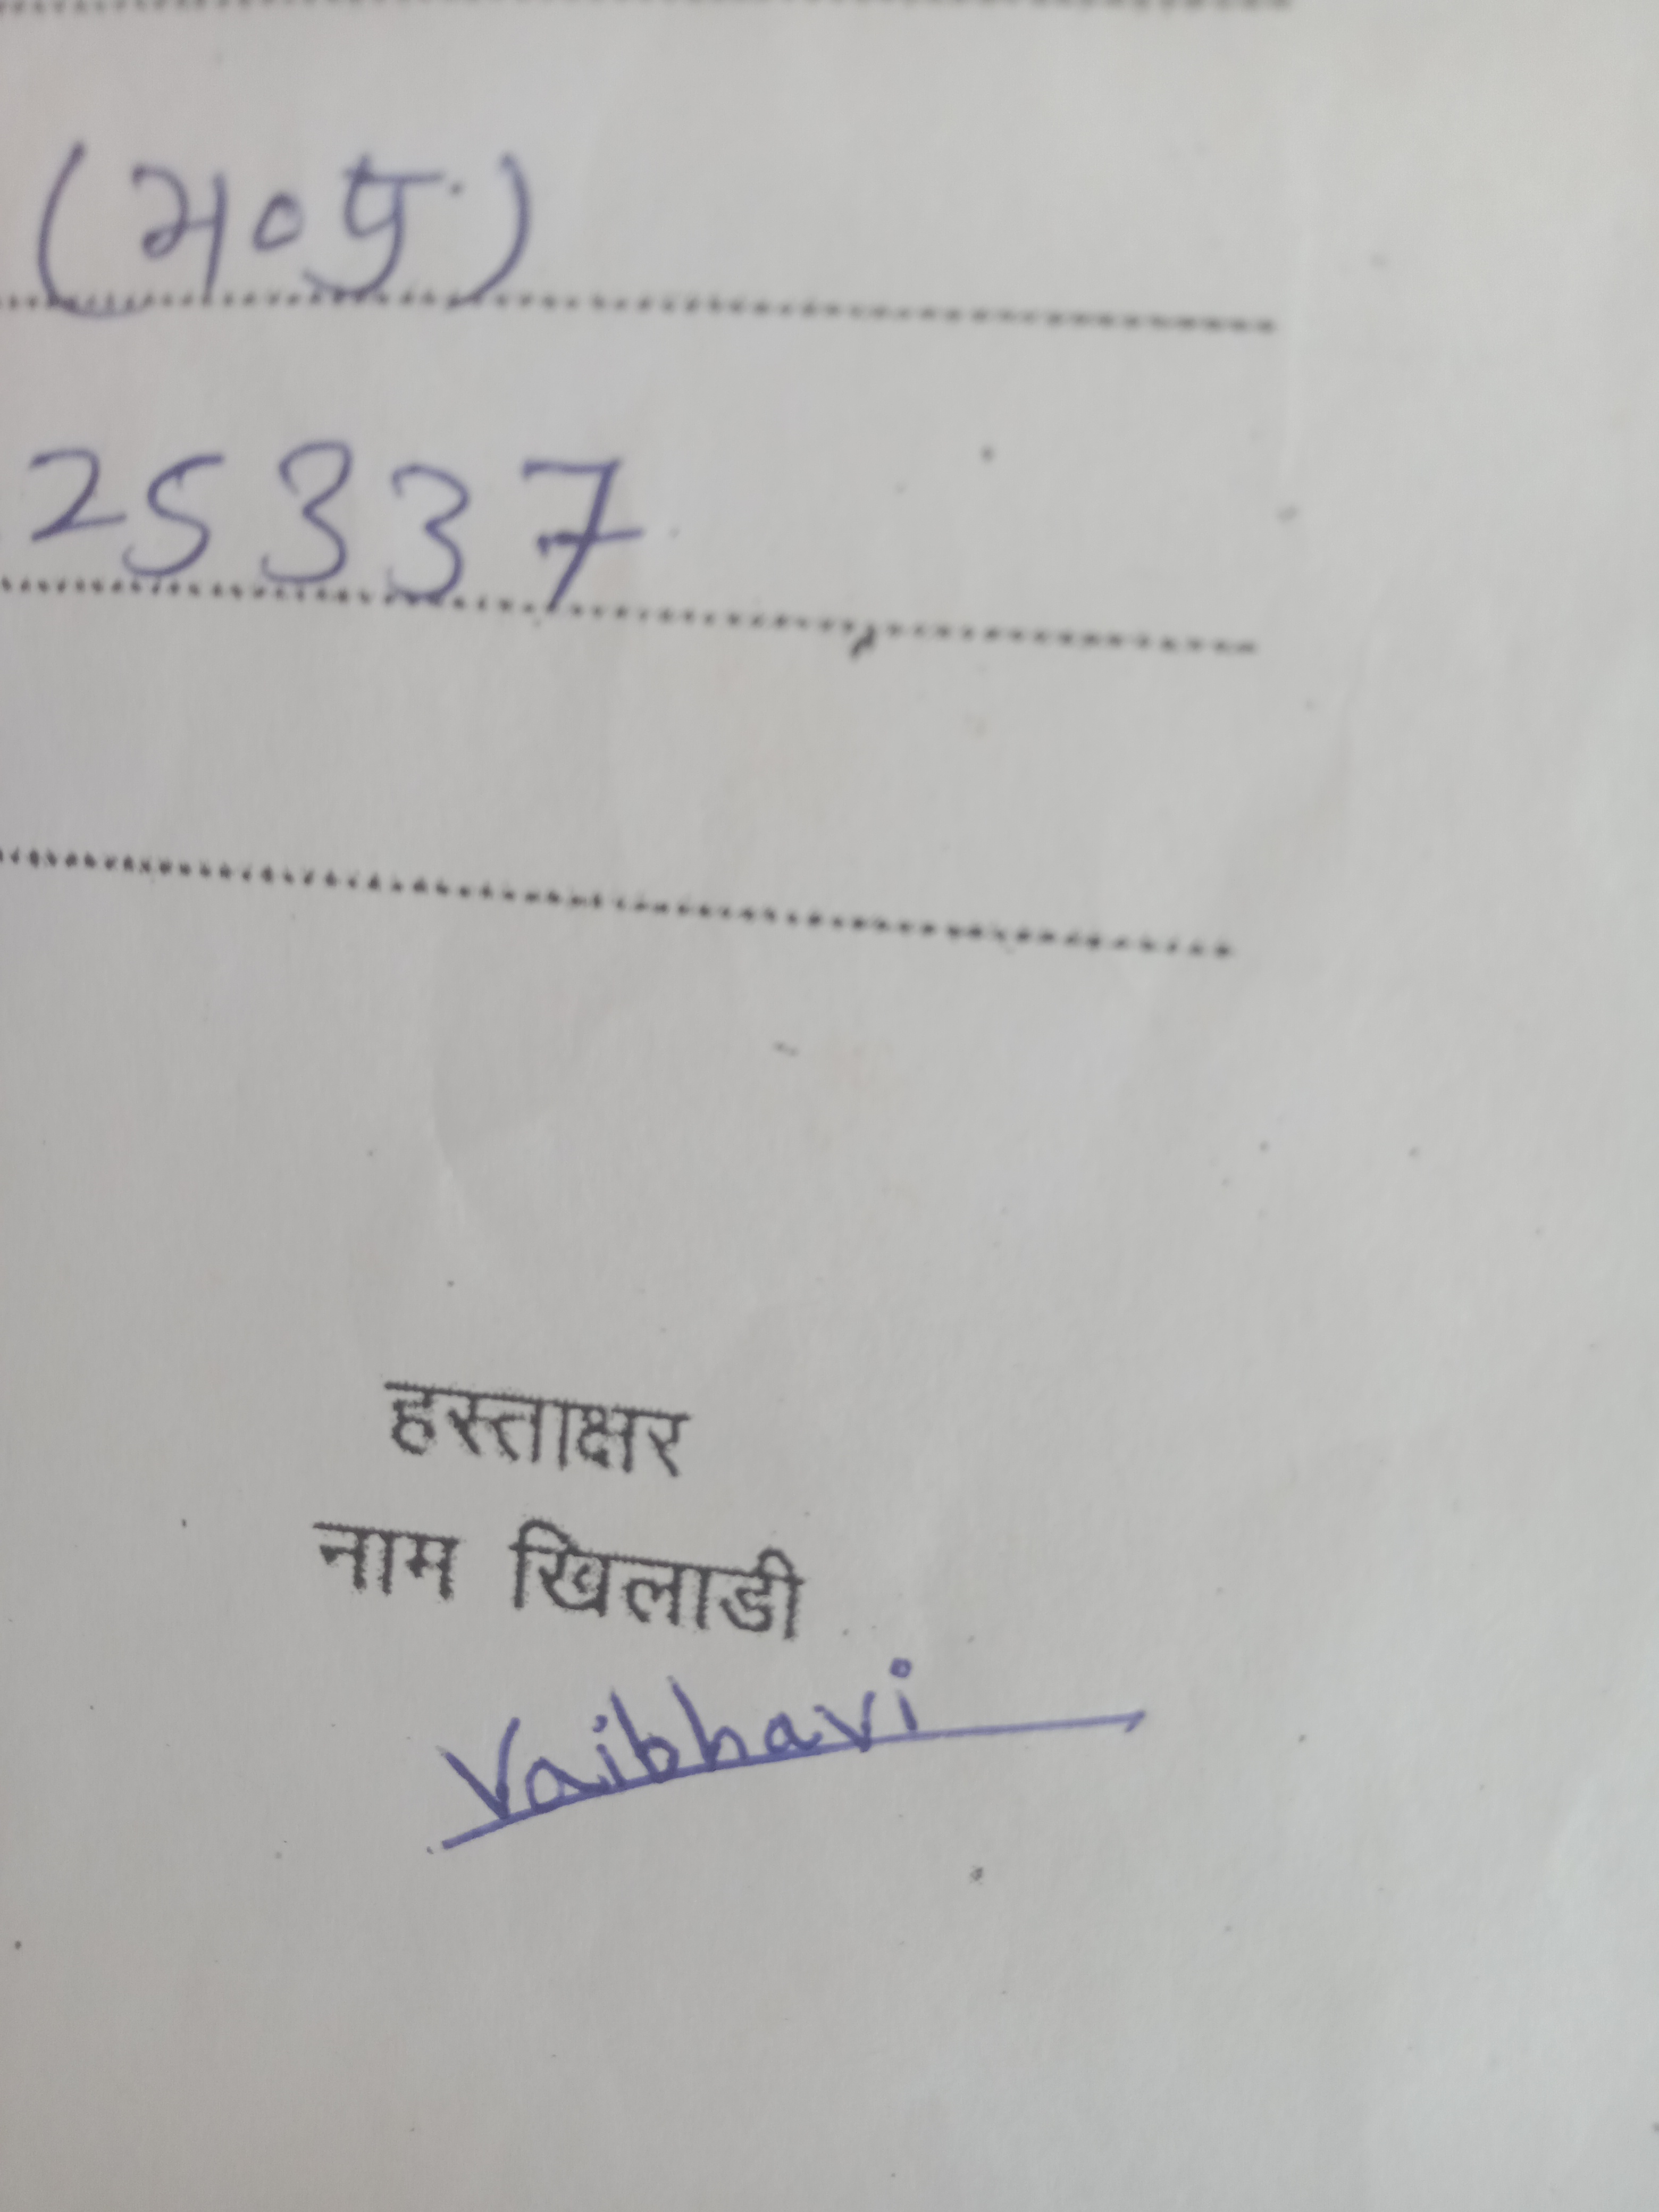 (म०प्र.)
25337
हस्ताक्षर
नाम खिलाडी
Vaibhavi